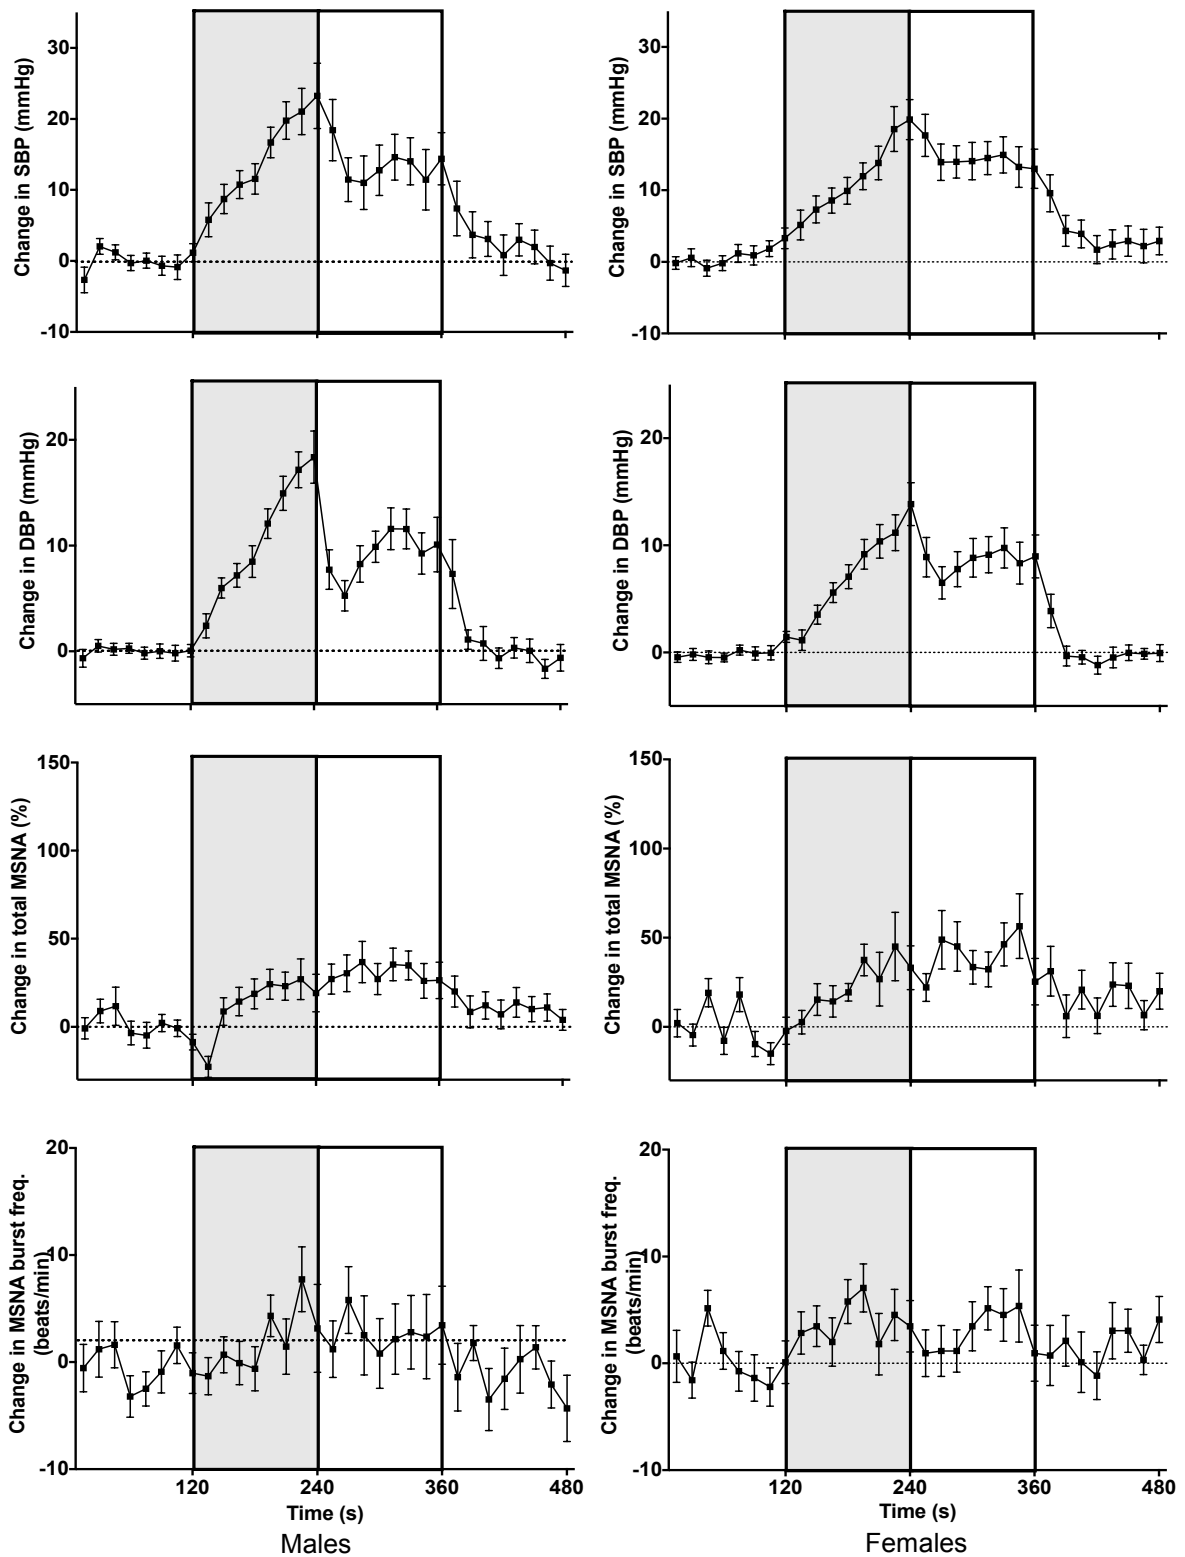 Change in SBP (mmHg)
30
20
10
0
-10
Change in SBP (mmHg)
30
20
10
0
-10
Change in DBP (mmHg)
20
10
0
Change in DBP (mmHg)
20
10
0
Change in total MSNA (%)
150
100
50
0
Change in total MSNA (%)
150
100
50
0
Change in MSNA burst freq.
(beats/min)
20
10
0
-10
120
240
360
480
Time (s)
Males
Change in MSNA burst freq.
(beats/min)
20
10
0
-10
120
240
360
480
Time (s)
Females